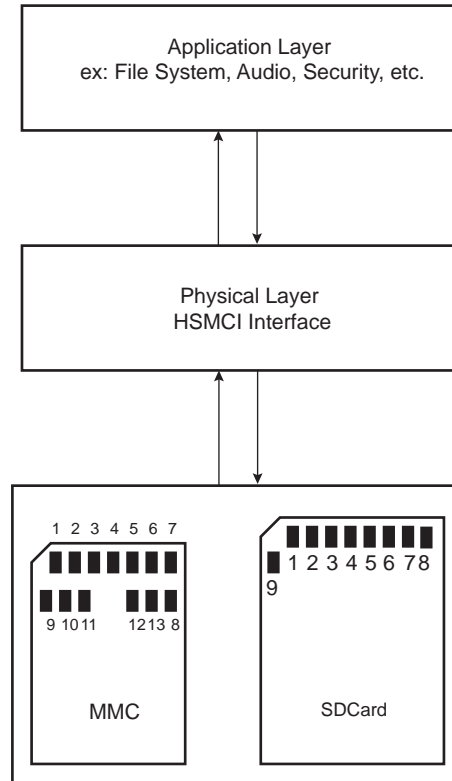 Application Layer
ex: File System, Audio, Security, etc.
Physical Layer
HSMCI Interface
1 2 3 4 5 6 7
9 10 11 12 13 8
MMC
1 2 3 4 5 6 7 8
9
SDCard